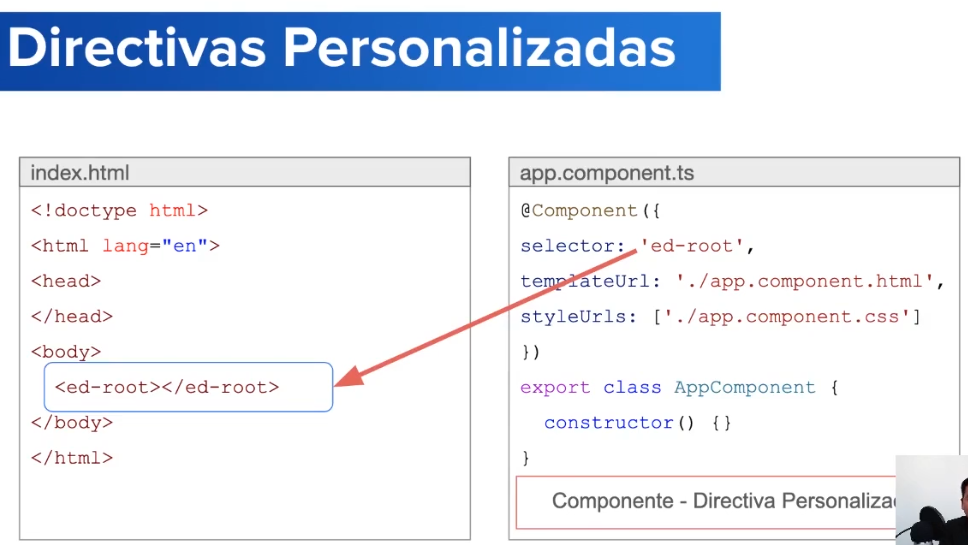 Directivas Personalizadas
index.html
<!doctype html>
<html lang="en">
<head>
</head>
<body>
<ed-root></ed-root>
</body>
</html>
app.component.ts
@Component({
selector: 'ed-root',
templateUrl: './app.component.html',
styleUrls: ['./app.component.css']
})
export class AppComponent {
constructor() {}
}
Componente - Directiva